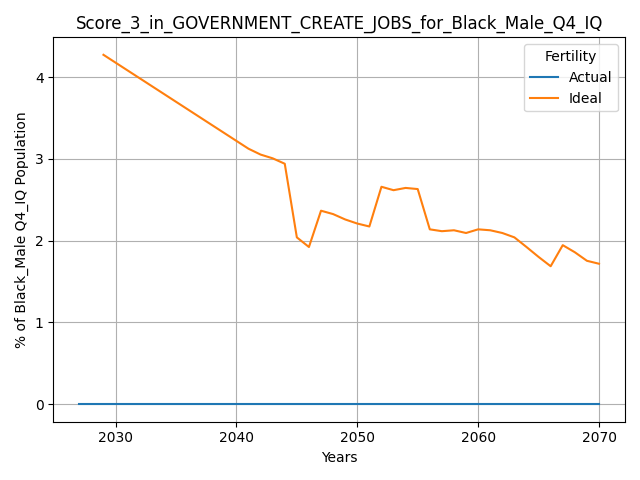 Score_3_in_GOVERNMENT_CREATE_JOBS_for_Black_Male_Q4_IQ
Fertility
Actual
Ideal
% of Black_Male Q4_IQ Population
4
3
2
1
0
2030 2040 2050 2060 2070
Years